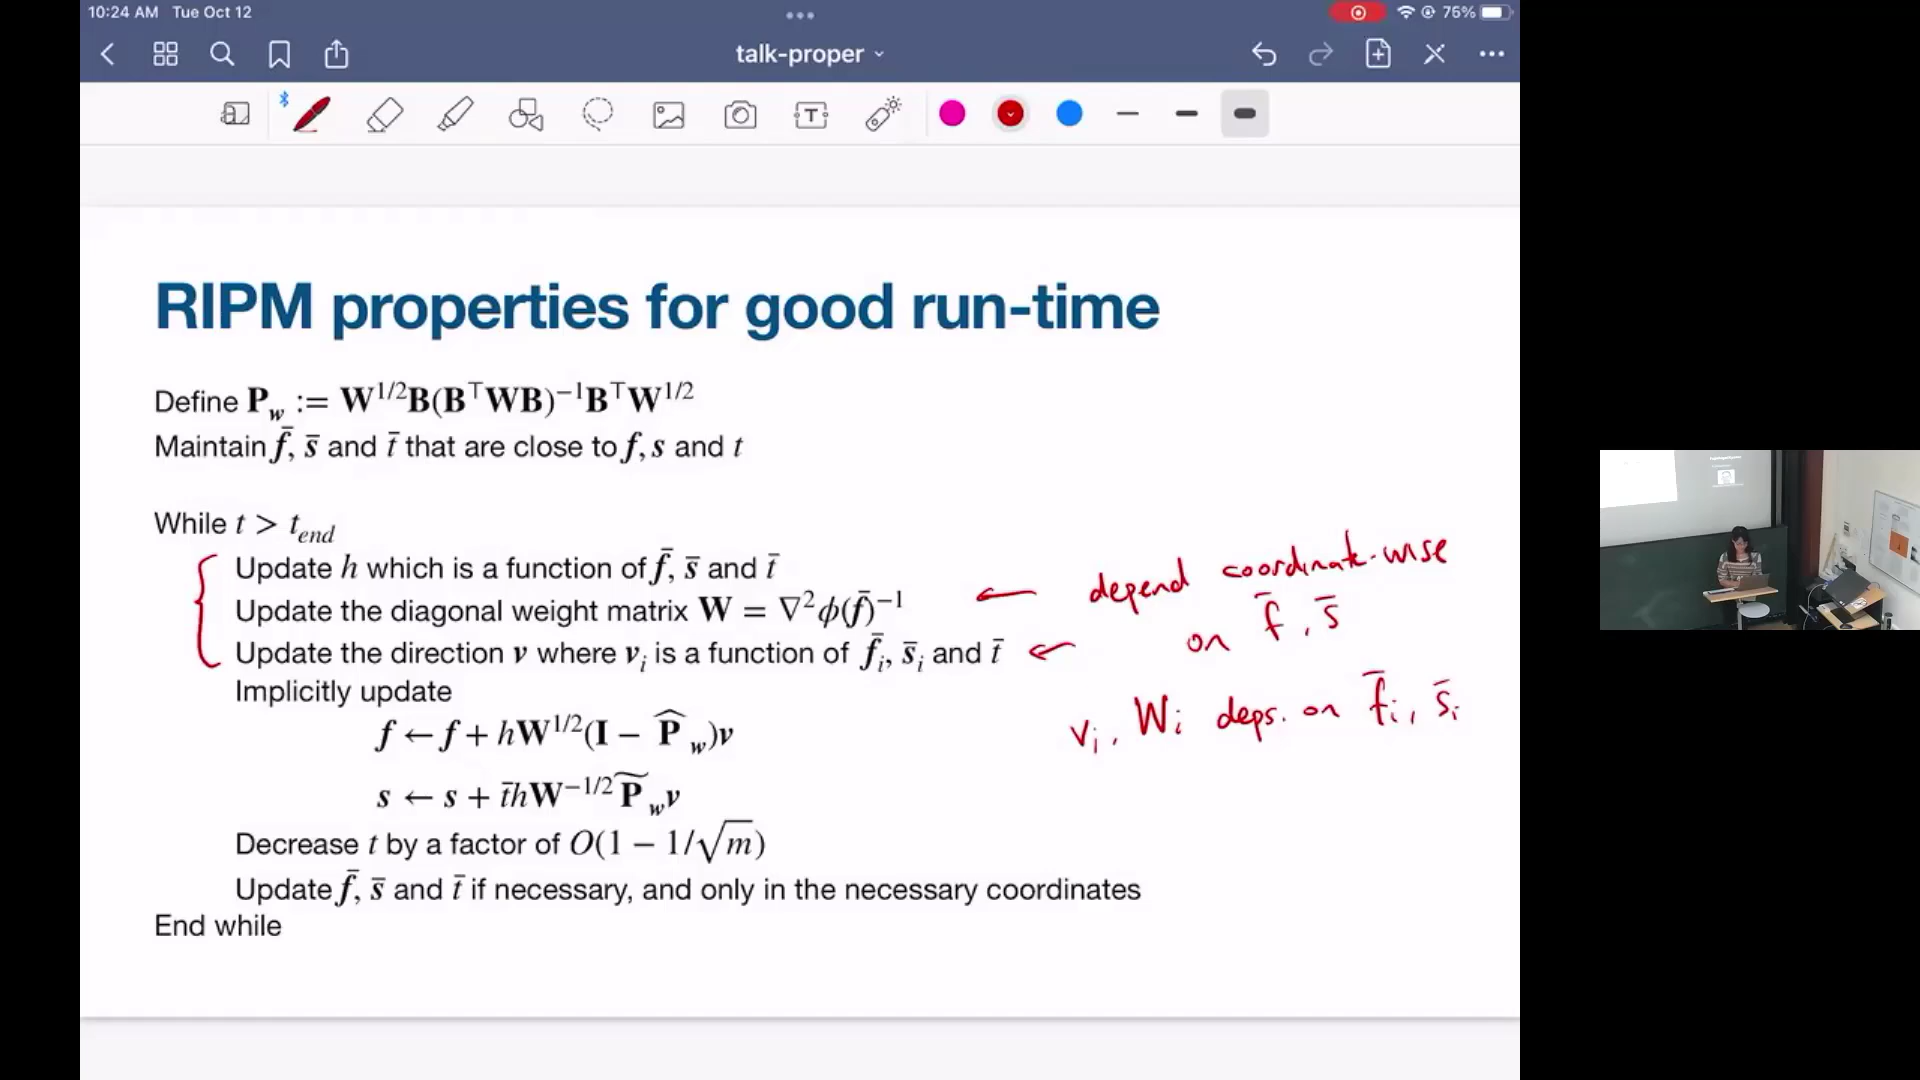 10:24 AM Tue Oct 12
75%
talk-proper
T
RIPM properties for good run-time
Define P_w := W^{1/2}B(B^⊤WB)^{−1}B^⊤W^{1/2}
Maintain f̄, s̄ and t̄ that are close to f, s and t
While t > t_{end}
Update h which is a function of f̄, s̄ and t̄
Update the diagonal weight matrix W = ∇²ϕ(f̄)^{−1}
Update the direction v where v_i is a function of f̄_i, s̄_i and t̄
← depend coordinate-wise
← on f̄, s̄
v_i, W_i deps. on f̄_i, s̄_i
Implicitly update
f ← f + hW^{1/2}(I − P̂_w)v
s ← s + t̄hW^{−1/2}P̃_wv
Decrease t by a factor of O(1 − 1/√m)
Update f̄, s̄ and t̄ if necessary, and only in the necessary coordinates
End while